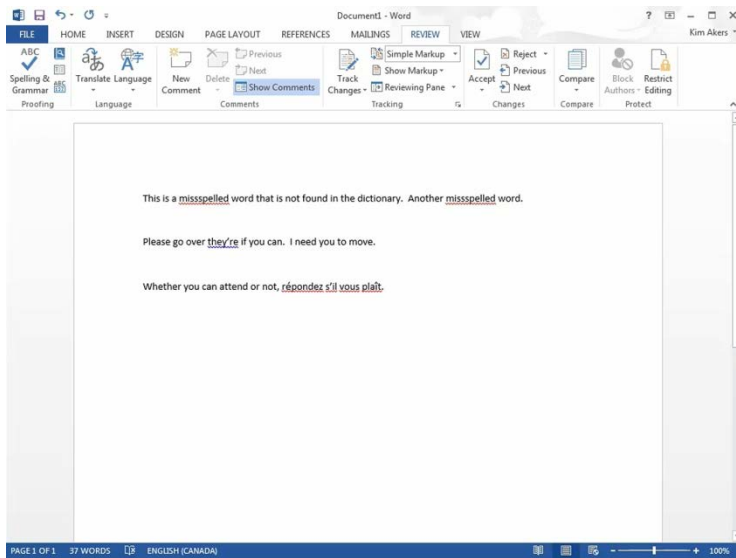 Document1 - Word
FILE HOME INSERT DESIGN PAGE LAYOUT REFERENCES MAILINGS REVIEW VIEW Kim Akers
ABC
Spelling & Grammar
Translate
Language
New Comment
Delete
Previous
Next
Show Comments
Track Changes
Simple Markup
Show Markup
Reviewing Pane
Accept
Reject
Previous
Next
Compare
Block Authors
Restrict Editing
Proofing Language Comments Tracking Changes Compare Protect
This is a missspelled word that is not found in the dictionary. Another missspelled word.
Please go over they're if you can. I need you to move.
Whether you can attend or not, répondez s'il vous plaît.
PAGE 1 OF 1 37 WORDS ENGLISH (CANADA) 100%